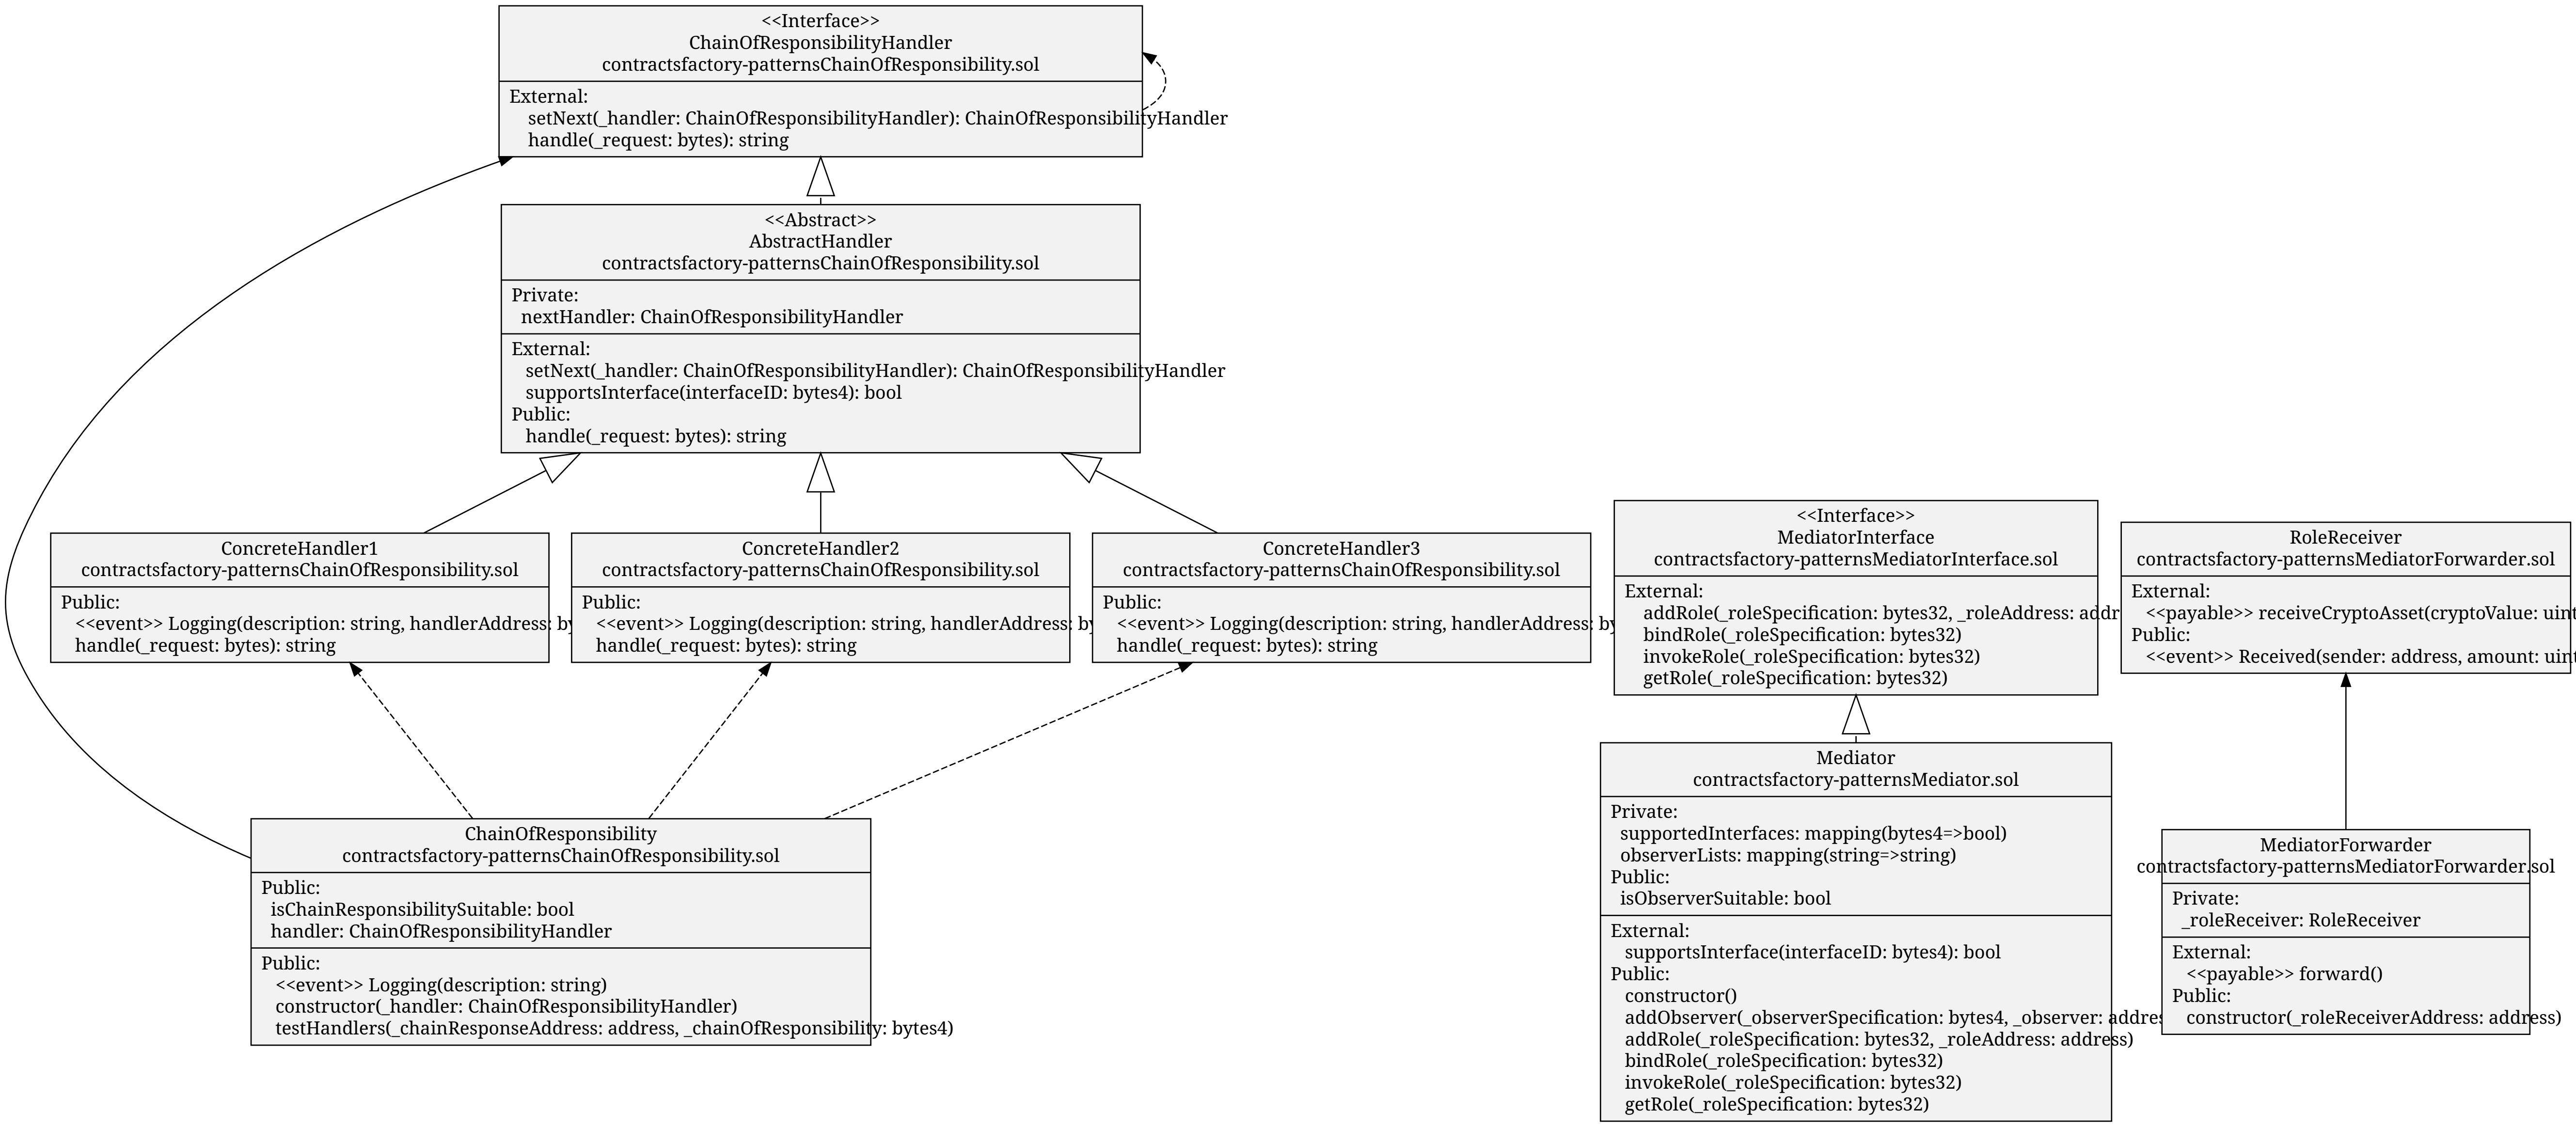 <<Interface>>
ChainOfResponsibilityHandler
contractsfactory-patternsChainOfResponsibility.sol
External:
setNext(_handler: ChainOfResponsibilityHandler): ChainOfResponsibilityHandler
handle(_request: bytes): string
<<Abstract>>
AbstractHandler
contractsfactory-patternsChainOfResponsibility.sol
Private:
nextHandler: ChainOfResponsibilityHandler
External:
setNext(_handler: ChainOfResponsibilityHandler): ChainOfResponsibilityHandler
supportsInterface(interfaceID: bytes4): bool
Public:
handle(_request: bytes): string
ConcreteHandler1
contractsfactory-patternsChainOfResponsibility.sol
Public:
<<event>> Logging(description: string, handlerAddress:
handle(_request: bytes): string
ConcreteHandler2
contractsfactory-patternsChainOfResponsibility.sol
Public:
<<event>> Logging(description: string, handlerAddress:
handle(_request: bytes): string
ConcreteHandler3
contractsfactory-patternsChainOfResponsibility.sol
Public:
<<event>> Logging(description: string, handlerAddress:
handle(_request: bytes): string
<<Interface>>
MediatorInterface
contractsfactory-patternsMediatorInterface.sol
External:
addRole(_roleSpecification: bytes32, _roleAddress: addr
bindRole(_roleSpecification: bytes32)
invokeRole(_roleSpecification: bytes32)
getRole(_roleSpecification: bytes32)
RoleReceiver
contractsfactory-patternsMediatorForwarder.sol
External:
<<payable>> receiveCryptoAsset(cryptoValue: uint
Public:
<<event>> Received(sender: address, amount: uint
ChainOfResponsibility
contractsfactory-patternsChainOfResponsibility.sol
Public:
isChainResponsibilitySuitable: bool
handler: ChainOfResponsibilityHandler
Public:
<<event>> Logging(description: string)
constructor(_handler: ChainOfResponsibilityHandler)
testHandlers(_chainResponseAddress: address, _chainOfResponsibility: bytes4)
Mediator
contractsfactory-patternsMediator.sol
Private:
supportedInterfaces: mapping(bytes4=>bool)
observerLists: mapping(string=>string)
Public:
isObserverSuitable: bool
External:
supportsInterface(interfaceID: bytes4): bool
Public:
constructor()
addObserver(_observerSpecification: bytes4, _observer: addres
addRole(_roleSpecification: bytes32, _roleAddress: address)
bindRole(_roleSpecification: bytes32)
invokeRole(_roleSpecification: bytes32)
getRole(_roleSpecification: bytes32)
MediatorForwarder
contractsfactory-patternsMediatorForwarder.sol
Private:
_roleReceiver: RoleReceiver
External:
<<payable>> forward()
Public:
constructor(_roleReceiverAddress: address)